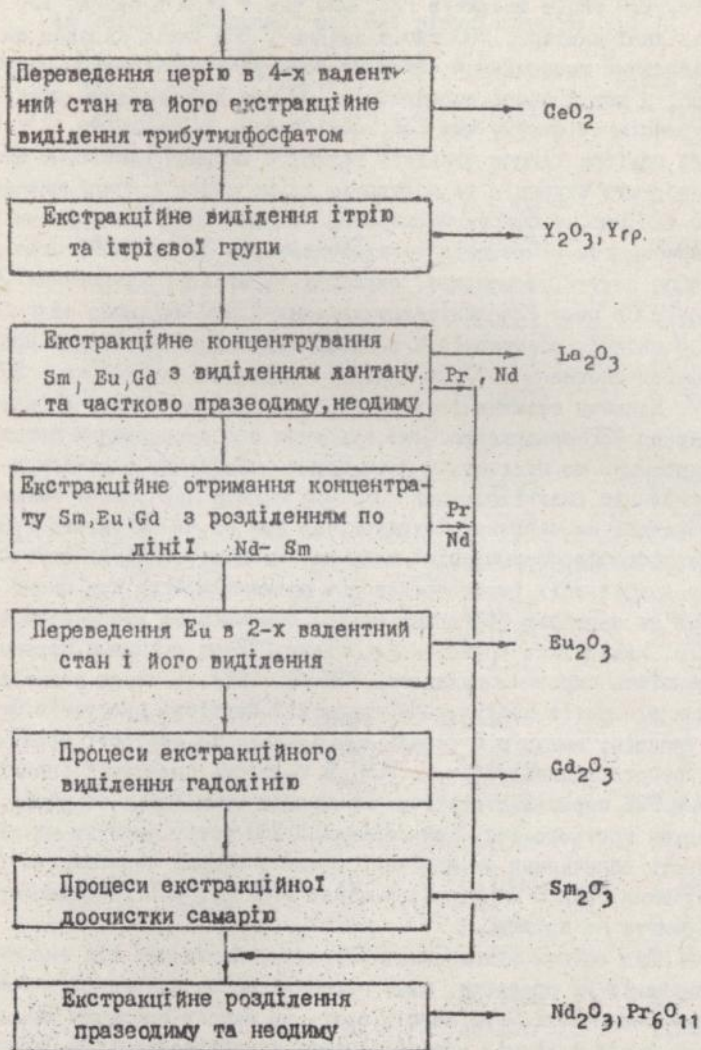 Переведення церію в 4-х валент-
ний стан та його екстракційне
виділення трибутилфосфатом
CeO2
Екстракційне виділення ітрію
та ітрієвої групи
Y2O3, Yгр.
Екстракційне концентрування
Sm, Eu, Gd з виділенням лантану
та частково празеодиму, неодиму
La2O3
Pr, Nd
Екстракційне отримання концентра-
ту Sm, Eu, Gd з розділенням по
лінії Nd- Sm
Pr
Nd
Переведення Eu в 2-х валентний
стан і його виділення
Eu2O3
Процеси екстракційного
виділення гадолінію
Gd2O3
Процеси екстракційної
доочистки самарію
Sm2O3
Екстракційне розділення
празеодиму та неодиму
Nd2O3, Pr6O11